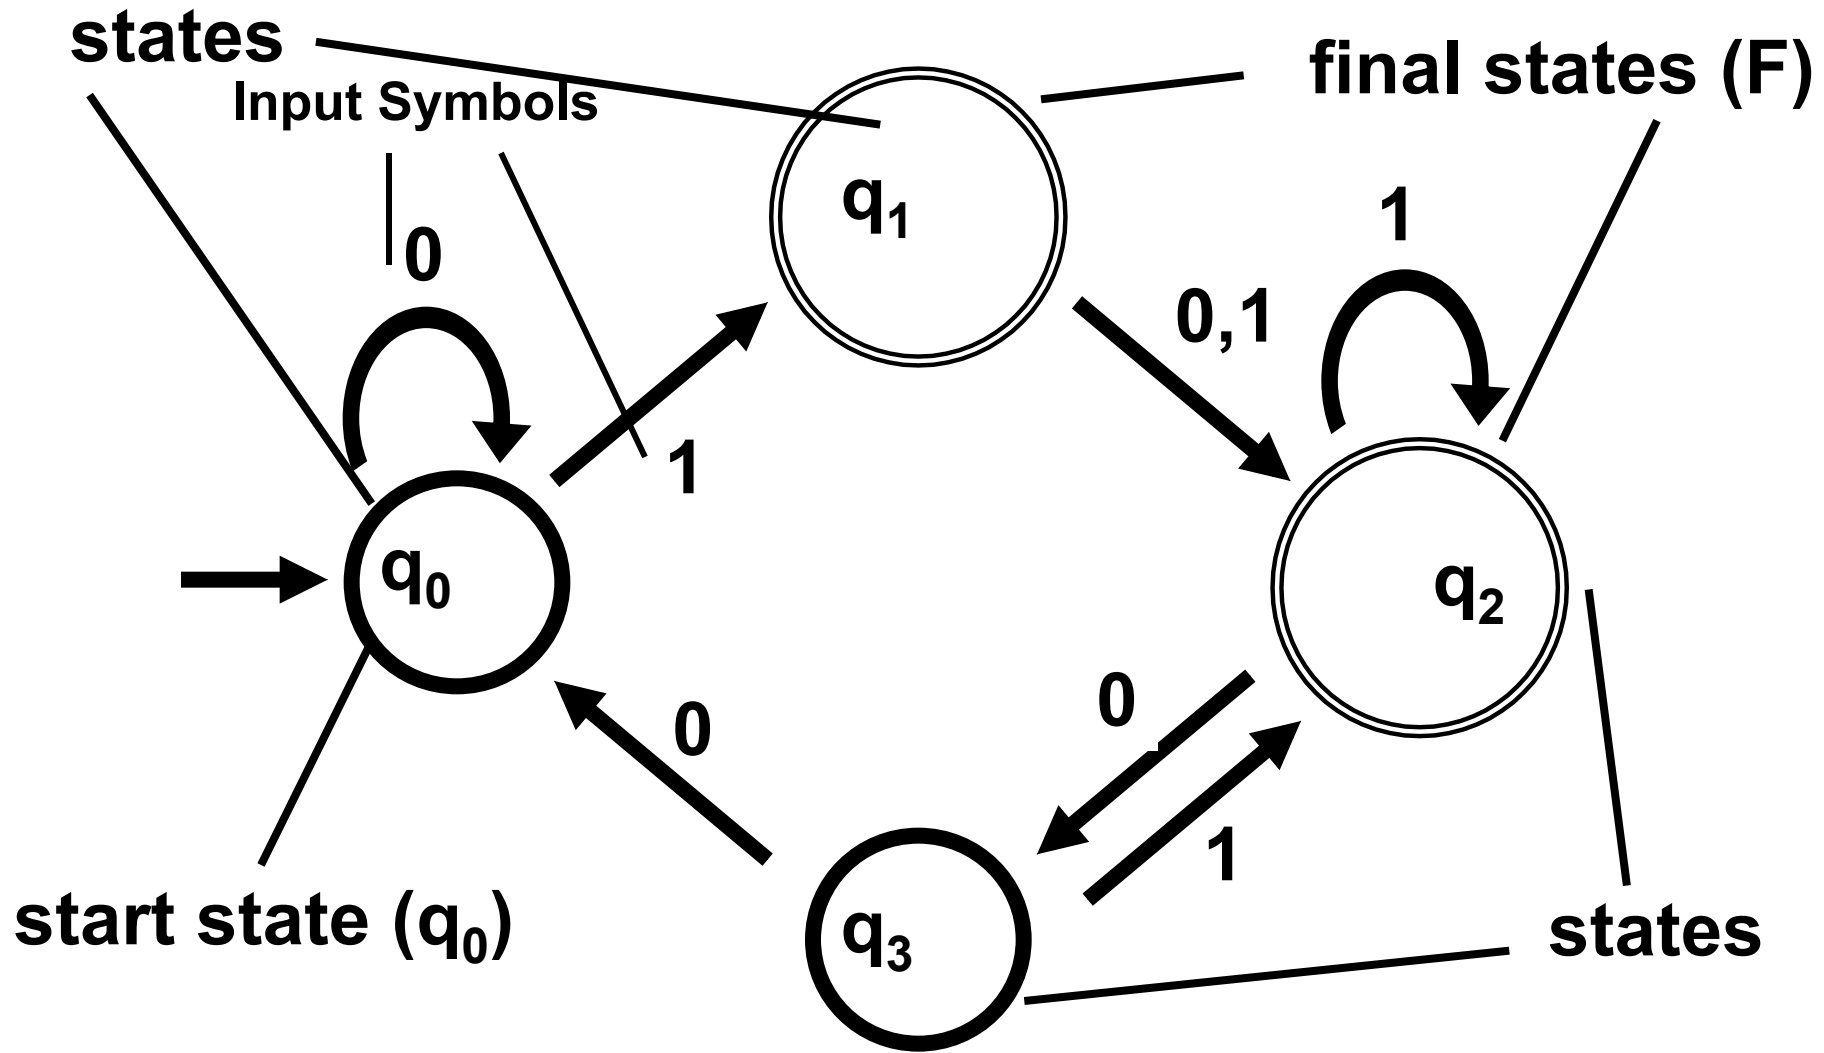 states
final states (F)
Input Symbols
q₁
1
0
0,1
1
q₀
q₂
0
0
1
start state (q₀)
q₃
states